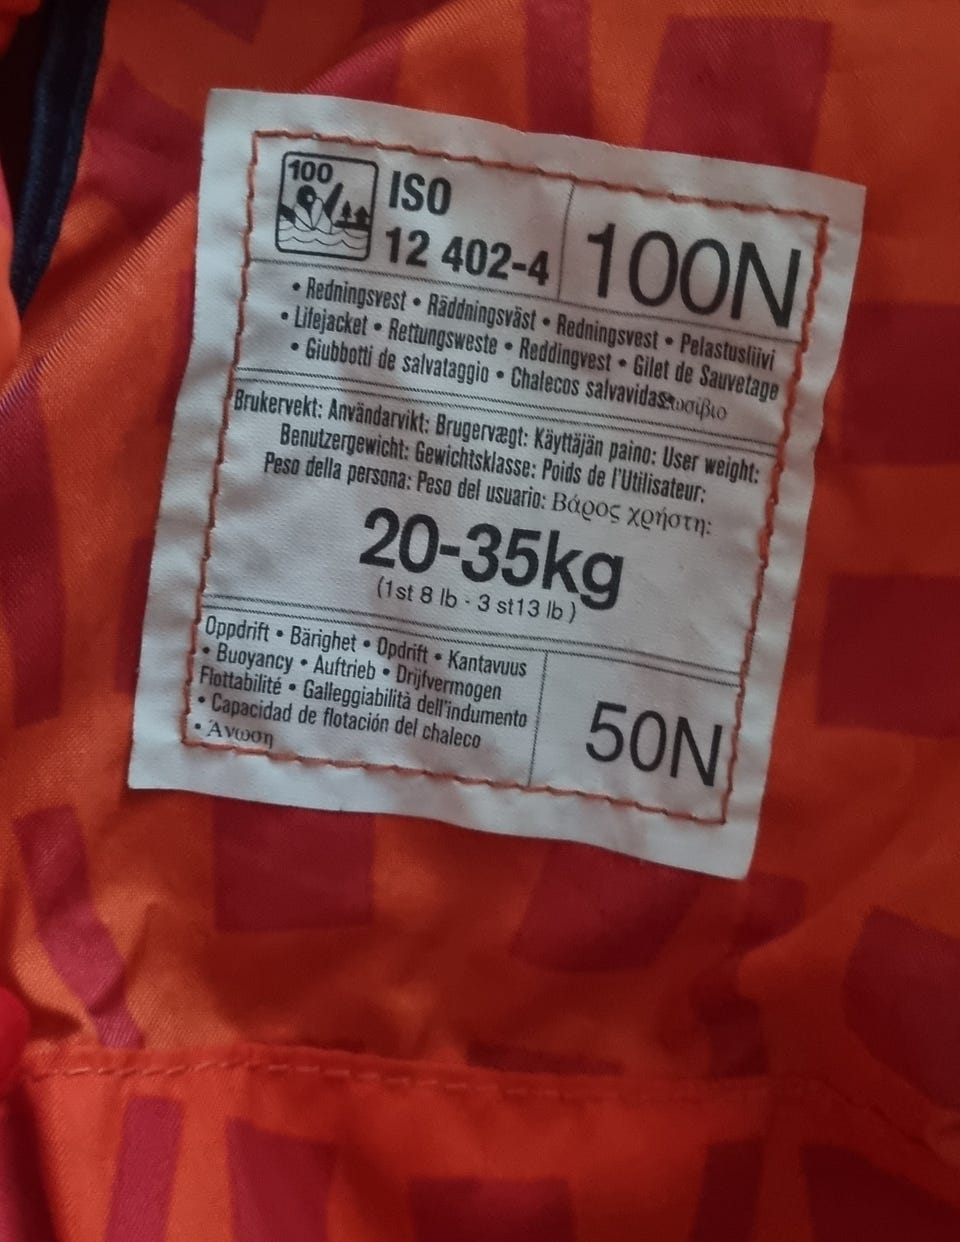 100
ISO
12 402-4
100N
• Redningsvest • Räddningsväst • Redningsvest • Pelastusliivi
• Lifejacket • Rettungsweste • Reddingvest • Gilet de Sauvetage
• Giubbotti de salvataggio • Chalecos salvavidas
Brukervekt: Användarvikt: Brugervægt: Käyttäjän paino: User weight:
Benutzergewicht: Gewichtsklasse: Poids de l'Utilisateur:
Peso della persona: Peso del usuario: Βάρος χρήστη:
20-35kg
(1st 8 lb - 3 st13 lb )
Oppdrift • Bärighet • Opdrift • Kantavuus
• Buoyancy • Auftrieb • Drijfvermogen
Flottabilité • Galleggiabilità dell'indumento
• Capacidad de flotación del chaleco
• Άνωση
50N